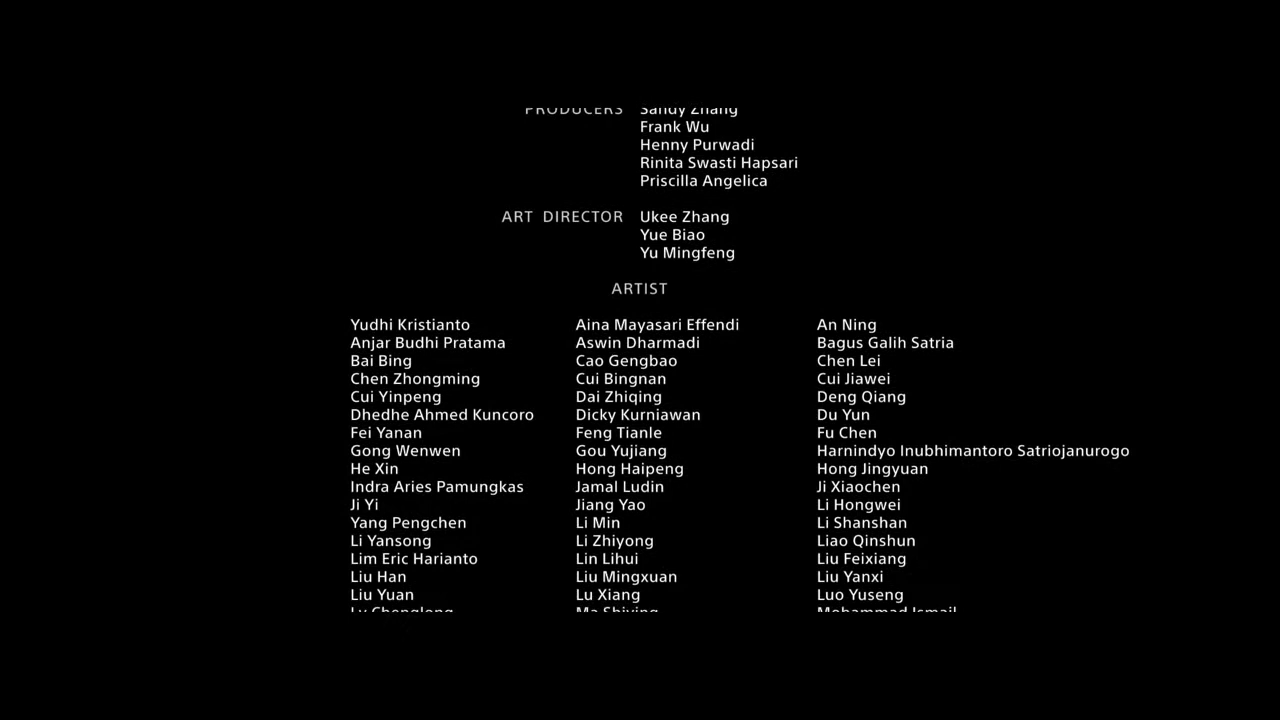 PRODUCERS Sandy Zhang
Frank Wu
Henny Purwadi
Rinita Swasti Hapsari
Priscilla Angelica
ART DIRECTOR Ukee Zhang
Yue Biao
Yu Mingfeng
ARTIST
Yudhi Kristianto Aina Mayasari Effendi An Ning
Anjar Budhi Pratama Aswin Dharmadi Bagus Galih Satria
Bai Bing Cao Gengbao Chen Lei
Chen Zhongming Cui Bingnan Cui Jiawei
Cui Yinpeng Dai Zhiqing Deng Qiang
Dhedhe Ahmed Kuncoro Dicky Kurniawan Du Yun
Fei Yanan Feng Tianle Fu Chen
Gong Wenwen Gou Yujiang Harnindyo Inubhimantoro Satriojanurogo
He Xin Hong Haipeng Hong Jingyuan
Indra Aries Pamungkas Jamal Ludin Ji Xiaochen
Ji Yi Jiang Yao Li Hongwei
Yang Pengchen Li Min Li Shanshan
Li Yansong Li Zhiyong Liao Qinshun
Lim Eric Harianto Lin Lihui Liu Feixiang
Liu Han Liu Mingxuan Liu Yanxi
Liu Yuan Lu Xiang Luo Yuseng
Ma Mohammad Ismail